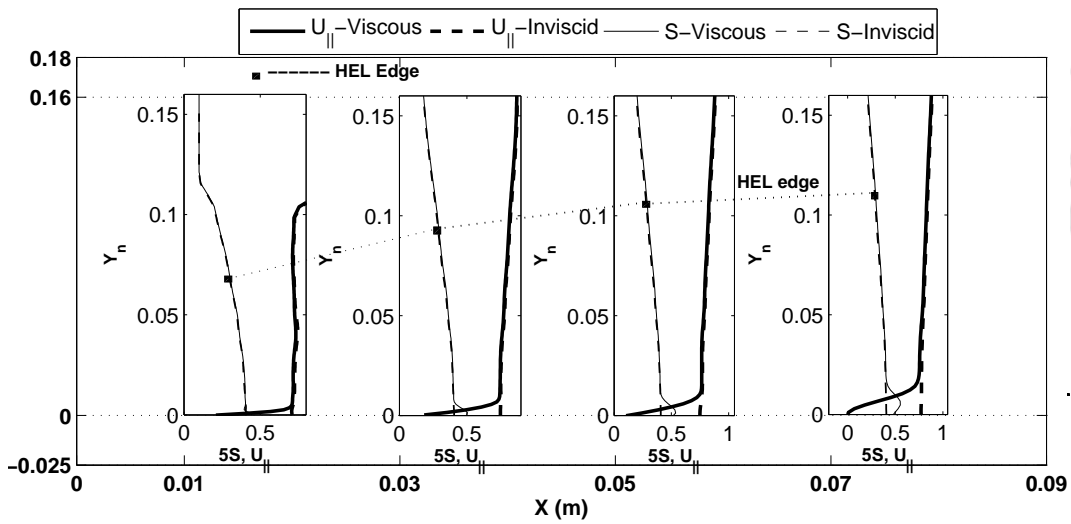 U||−Viscous U||−Inviscid S−Viscous S−Inviscid
0.18
HEL Edge
0.16
0.15 0.15 0.15 0.15
HEL edge
0.1 0.1 0.1 0.1
Yn Yn Yn Yn
0.05 0.05 0.05 0.05
0 0 0 0 0
0 0.5 0 0.5 0 0.5 1 0 0.5 1
5S, U|| 5S, U|| 5S, U|| 5S, U||
−0.025
0 0.01 0.03 0.05 0.07 0.09
X (m)